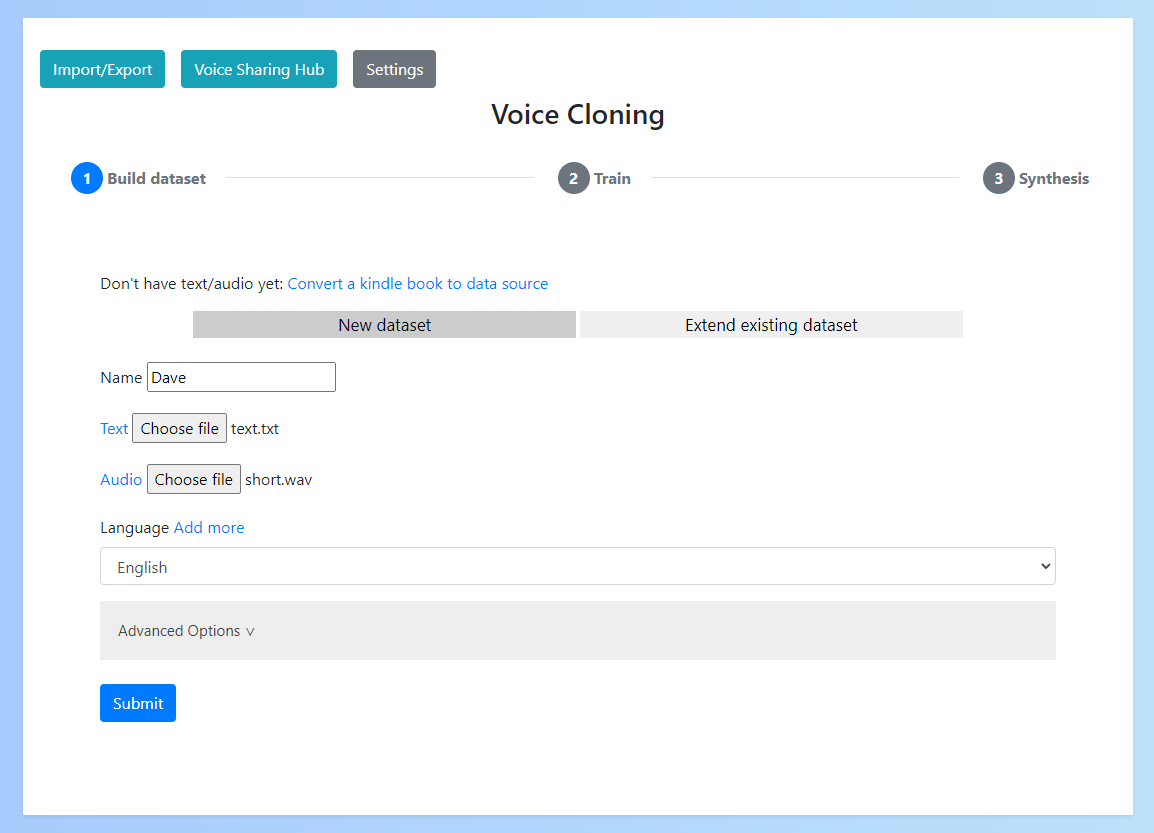 Import/Export Voice Sharing Hub Settings
Voice Cloning
1 Build dataset 2 Train 3 Synthesis
Don't have text/audio yet: Convert a kindle book to data source
New dataset Extend existing dataset
Name Dave
Text Choose file text.txt
Audio Choose file short.wav
Language Add more
English
Advanced Options ∨
Submit